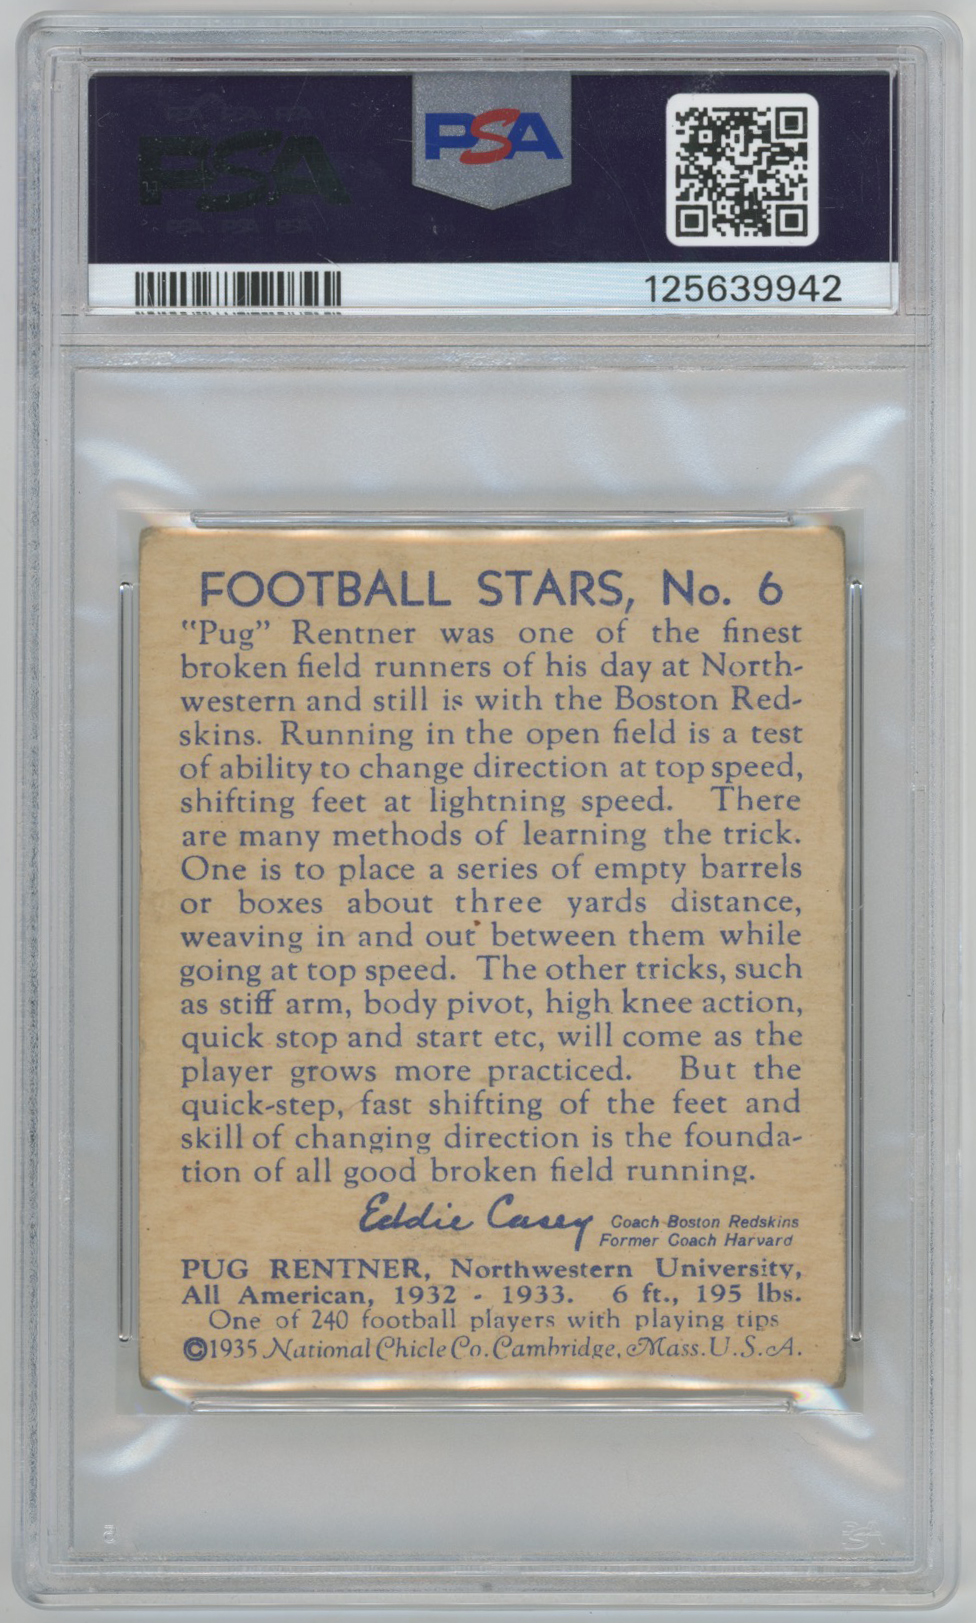 PSA
PSA
125639942
FOOTBALL STARS, No. 6
"Pug" Rentner was one of the finest
broken field runners of his day at North-
western and still is with the Boston Red-
skins. Running in the open field is a test
of ability to change direction at top speed,
shifting feet at lightning speed. There
are many methods of learning the trick.
One is to place a series of empty barrels
or boxes about three yards distance,
weaving in and out between them while
going at top speed. The other tricks, such
as stiff arm, body pivot, high knee action,
quick stop and start etc, will come as the
player grows more practiced. But the
quick-step, fast shifting of the feet and
skill of changing direction is the founda-
tion of all good broken field running.
Eddie Casey Coach Boston Redskins
Former Coach Harvard
PUG RENTNER, Northwestern University,
All American, 1932 - 1933. 6 ft., 195 lbs.
One of 240 football players with playing tips
©1935 National Chicle Co. Cambridge, Mass. U.S.A.